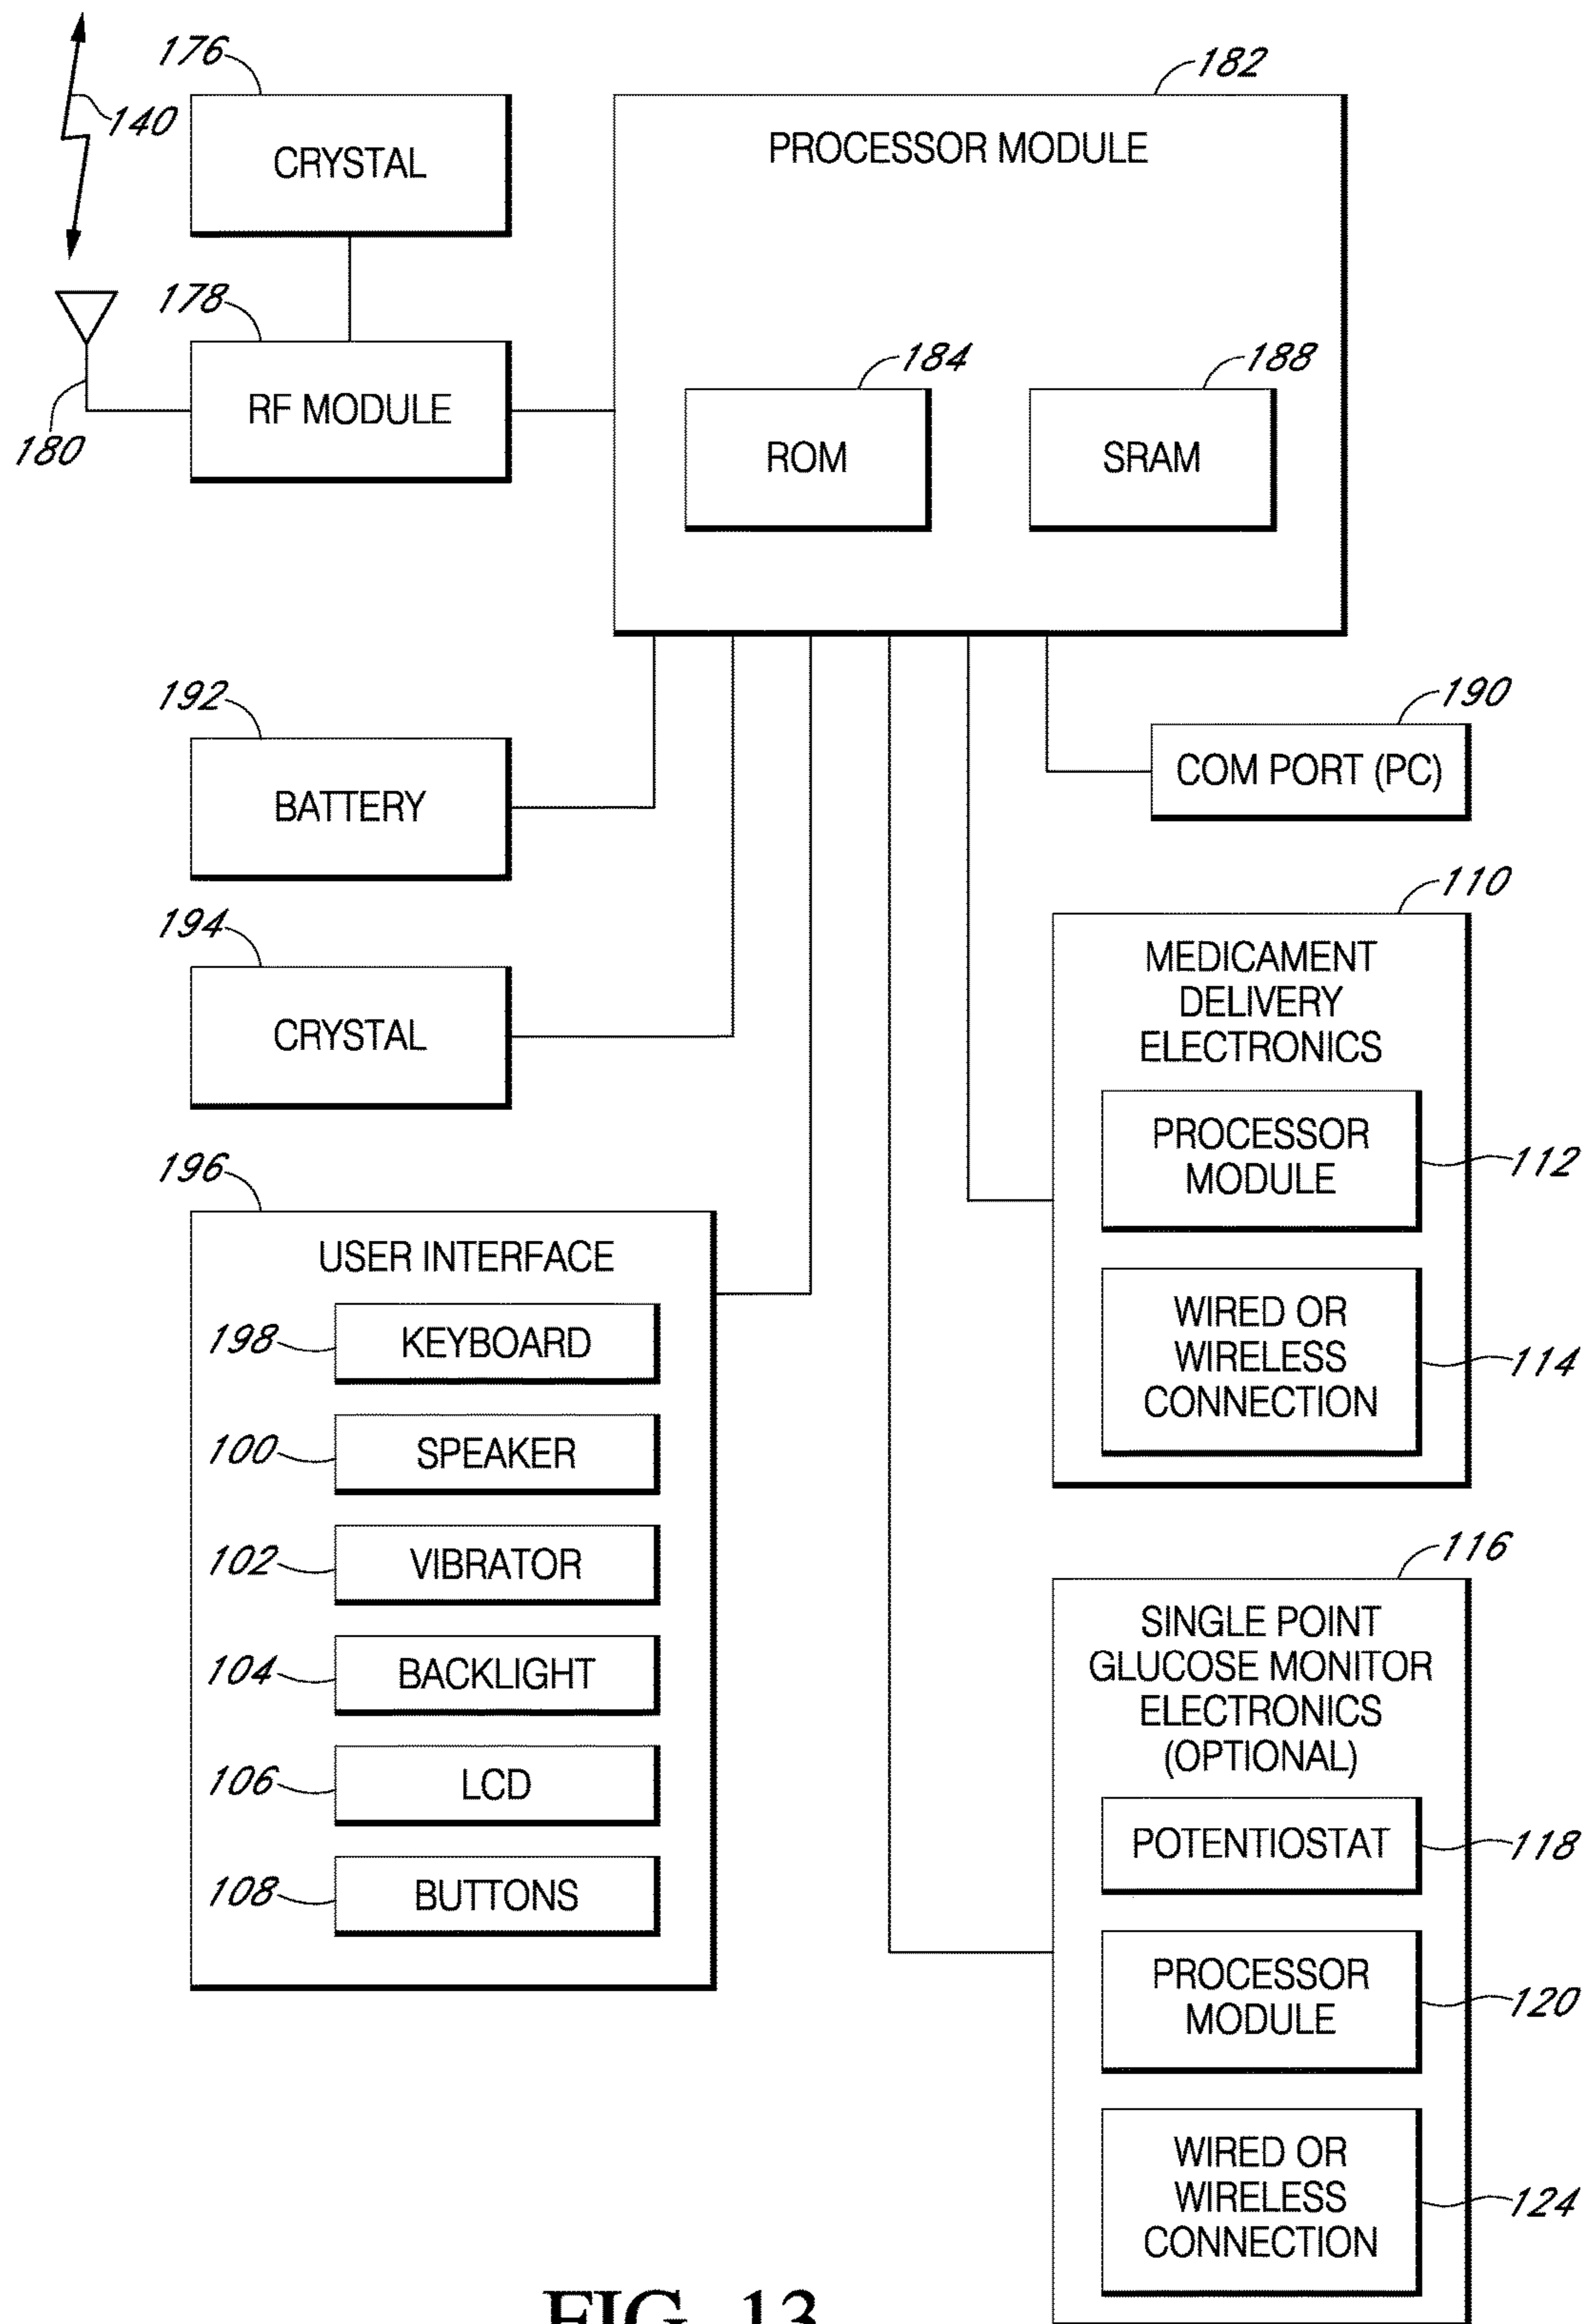 176
140
CRYSTAL
182
PROCESSOR MODULE
178
RF MODULE
180
184
ROM
188
SRAM
192
BATTERY
190
COM PORT (PC)
194
CRYSTAL
110
MEDICAMENT
DELIVERY
ELECTRONICS
PROCESSOR
MODULE
112
WIRED OR
WIRELESS
CONNECTION
114
196
USER INTERFACE
198
KEYBOARD
100
SPEAKER
102
VIBRATOR
104
BACKLIGHT
106
LCD
108
BUTTONS
116
SINGLE POINT
GLUCOSE MONITOR
ELECTRONICS
(OPTIONAL)
POTENTIOSTAT
118
PROCESSOR
MODULE
120
WIRED OR
WIRELESS
CONNECTION
124
FIG. 13